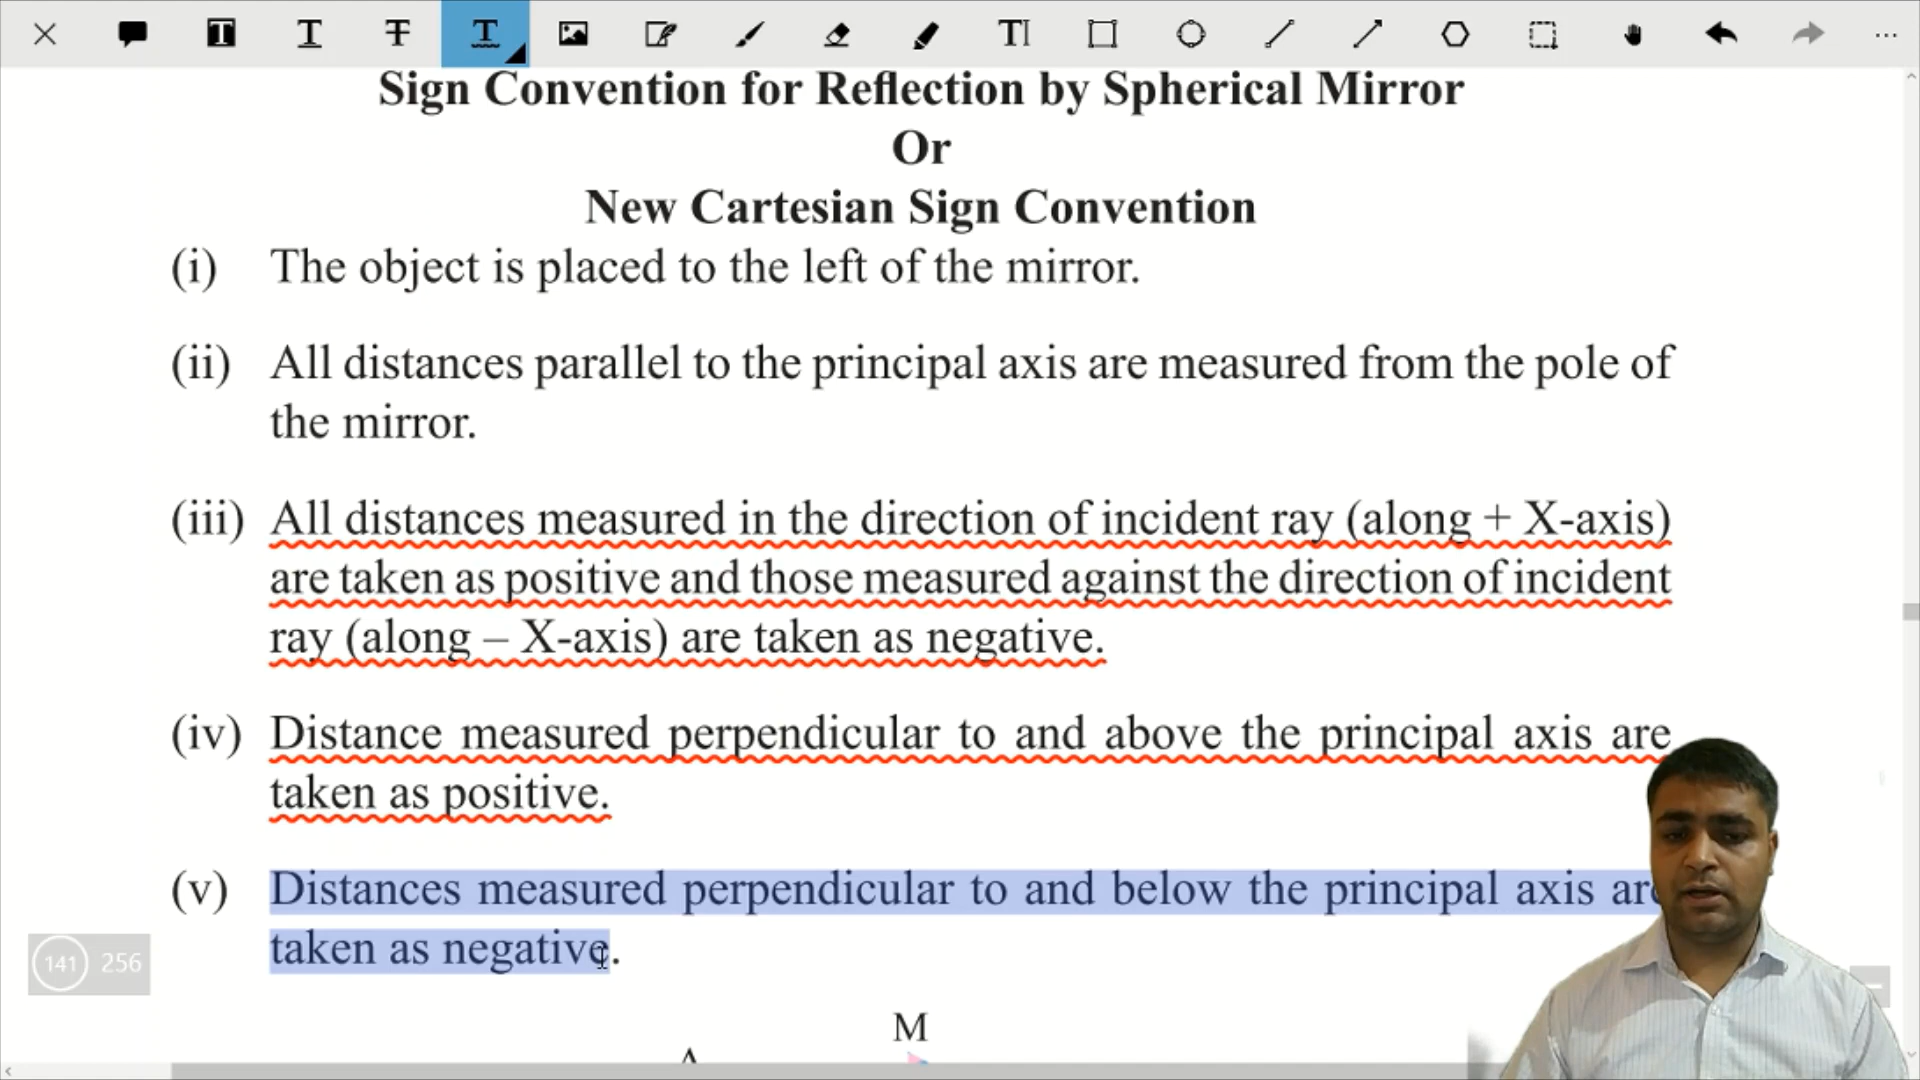 Sign Convention for Reflection by Spherical Mirror
Or
New Cartesian Sign Convention
(i) The object is placed to the left of the mirror.
(ii) All distances parallel to the principal axis are measured from the pole of
the mirror.
(iii) All distances measured in the direction of incident ray (along + X-axis)
are taken as positive and those measured against the direction of incident
ray (along – X-axis) are taken as negative.
(iv) Distance measured perpendicular to and above the principal axis are
taken as positive.
(v) Distances measured perpendicular to and below the principal axis are
taken as negative.
141 256
M
A